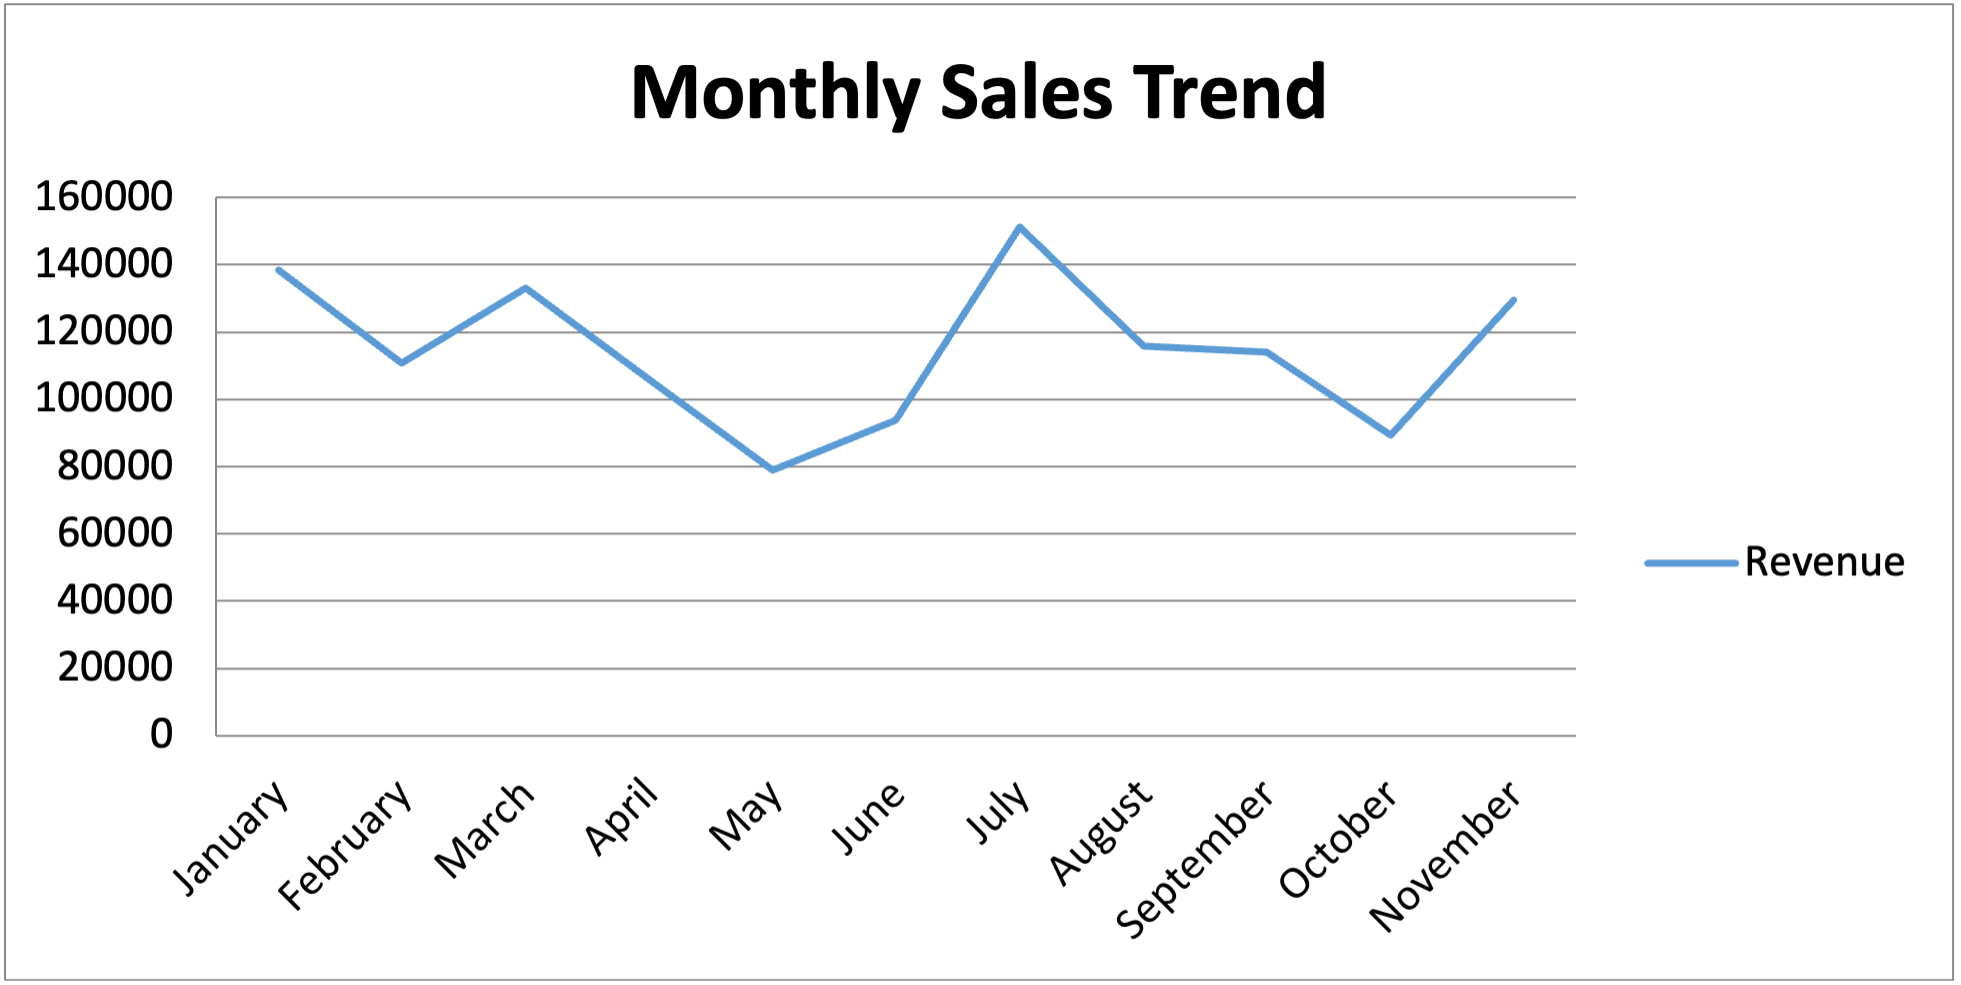 Monthly Sales Trend
160000
140000
120000
100000
80000
60000
40000
20000
0
Revenue
January
February
March
April
May
June
July
August
September
October
November